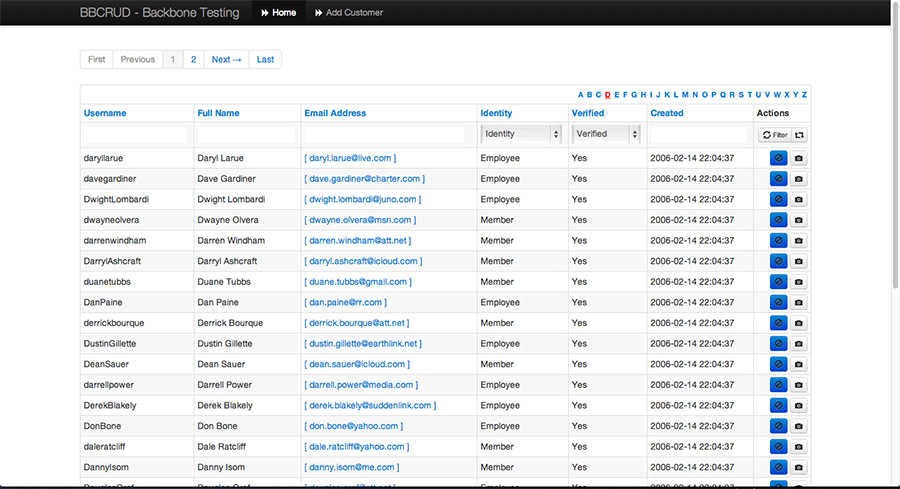 BBCRUD - Backbone Testing Home Add Customer
First Previous 1 2 Next → Last
A B C D E F G H I J K L M N O P Q R S T U V W X Y Z
Username Full Name Email Address Identity Verified Created Actions
Identity Verified Filter
daryllarue Daryl Larue [ daryl.larue@live.com ] Employee Yes 2006-02-14 22:04:37
davegardiner Dave Gardiner [ dave.gardiner@charter.com ] Employee Yes 2006-02-14 22:04:37
DwightLombardi Dwight Lombardi [ dwight.lombardi@juno.com ] Employee Yes 2006-02-14 22:04:37
dwayneolvera Dwayne Olvera [ dwayne.olvera@msn.com ] Member Yes 2006-02-14 22:04:37
darrenwindham Darren Windham [ darren.windham@att.net ] Member Yes 2006-02-14 22:04:37
DarrylAshcraft Darryl Ashcraft [ darryl.ashcraft@icloud.com ] Member Yes 2006-02-14 22:04:37
duanetubbs Duane Tubbs [ duane.tubbs@gmail.com ] Member Yes 2006-02-14 22:04:37
DanPaine Dan Paine [ dan.paine@rr.com ] Employee Yes 2006-02-14 22:04:37
derrickbourque Derrick Bourque [ derrick.bourque@att.net ] Member Yes 2006-02-14 22:04:37
DustinGillette Dustin Gillette [ dustin.gillette@earthlink.net ] Employee Yes 2006-02-14 22:04:37
DeanSauer Dean Sauer [ dean.sauer@icloud.com ] Member Yes 2006-02-14 22:04:37
darrellpower Darrell Power [ darrell.power@media.com ] Employee Yes 2006-02-14 22:04:37
DerekBlakely Derek Blakely [ derek.blakely@suddenlink.com ] Employee Yes 2006-02-14 22:04:37
DonBone Don Bone [ don.bone@yahoo.com ] Employee Yes 2006-02-14 22:04:37
daleratcliff Dale Ratcliff [ dale.ratcliff@yahoo.com ] Member Yes 2006-02-14 22:04:37
DannyIsom Danny Isom [ danny.isom@me.com ] Member Yes 2006-02-14 22:04:37